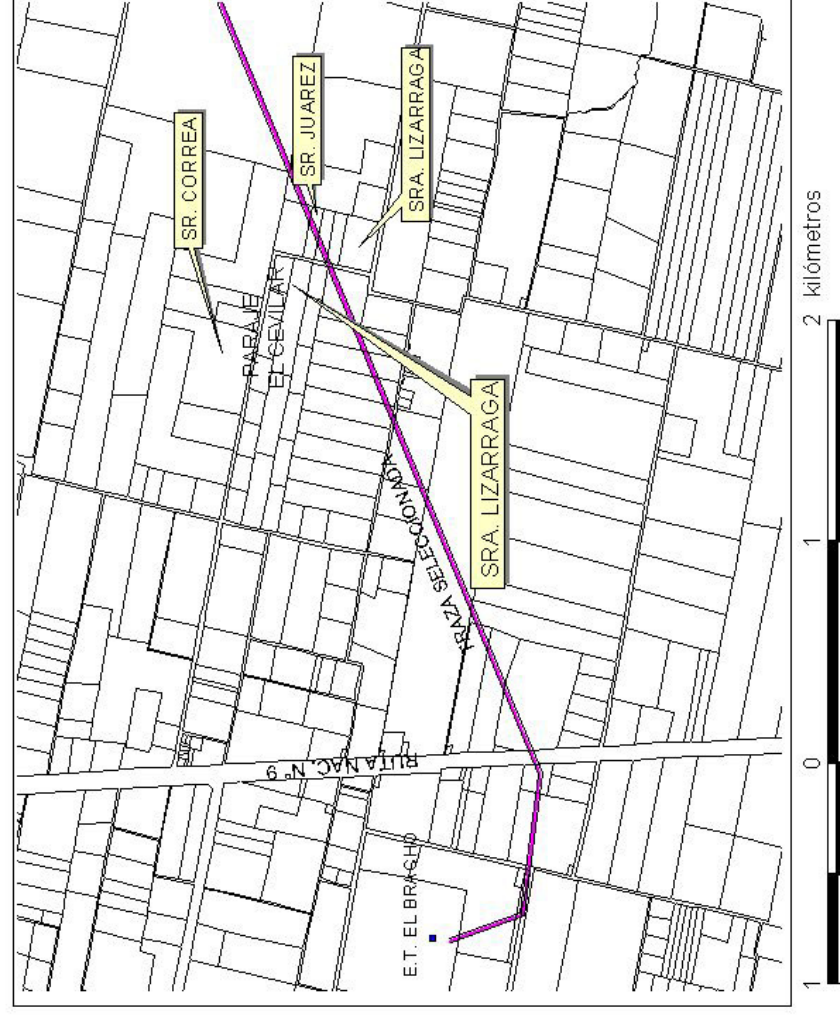 SR. CORREA
SR. JUAREZ
SRA. LIZARRAGA
PARAJE
EL CEVILAR
SRA. LIZARRAGA
TRAZA SELECCIONADA
RUTA NAC. N° 9
E.T. EL BRACHO
1 0 1 2 kilómetros